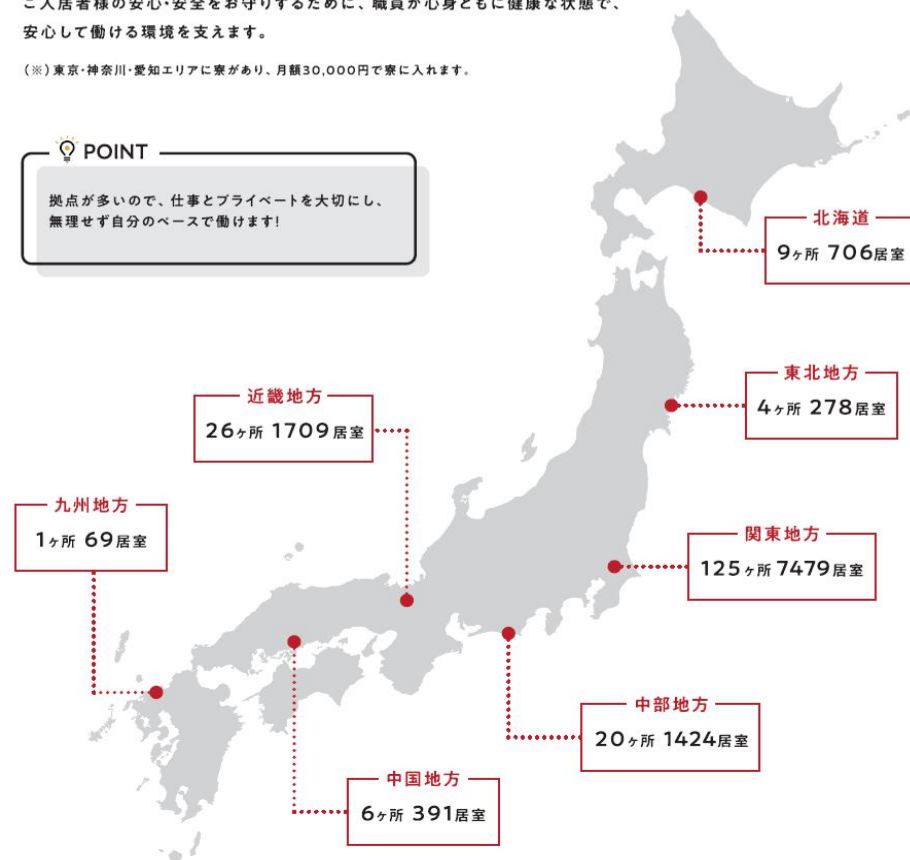 ご入居者様の安心・安全をお守りするために、職員が心身ともに健康な状態で、
安心して働ける環境を支えます。
(※)東京・神奈川・愛知エリアに寮があり、月額30,000円で寮に入れます。
POINT
拠点が多いので、仕事とプライベートを大切にし、
無理せず自分のペースで働けます!
北海道
9ヶ所 706居室
東北地方
4ヶ所 278居室
近畿地方
26ヶ所 1709居室
九州地方
1ヶ所 69居室
関東地方
125ヶ所 7479居室
中部地方
20ヶ所 1424居室
中国地方
6ヶ所 391居室